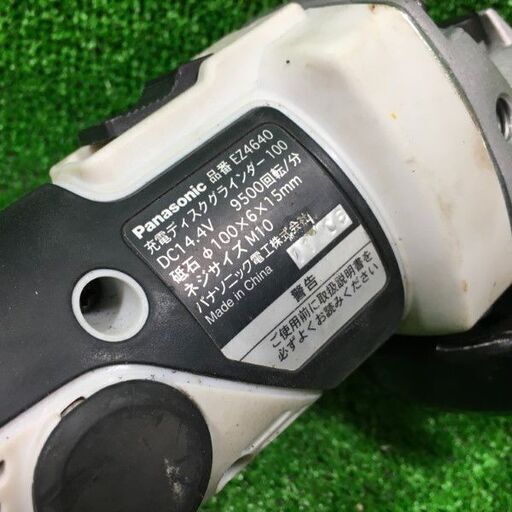 Panasonic 品番 EZ4640
充電ディスクグラインダー100
DC14.4V 9500回転/分
砥石 φ100×6×15mm
ネジサイズ M10
パナソニック電工株式会社
Made in China
警告
ご使用前に取扱説明書を
必ずよくお読みください